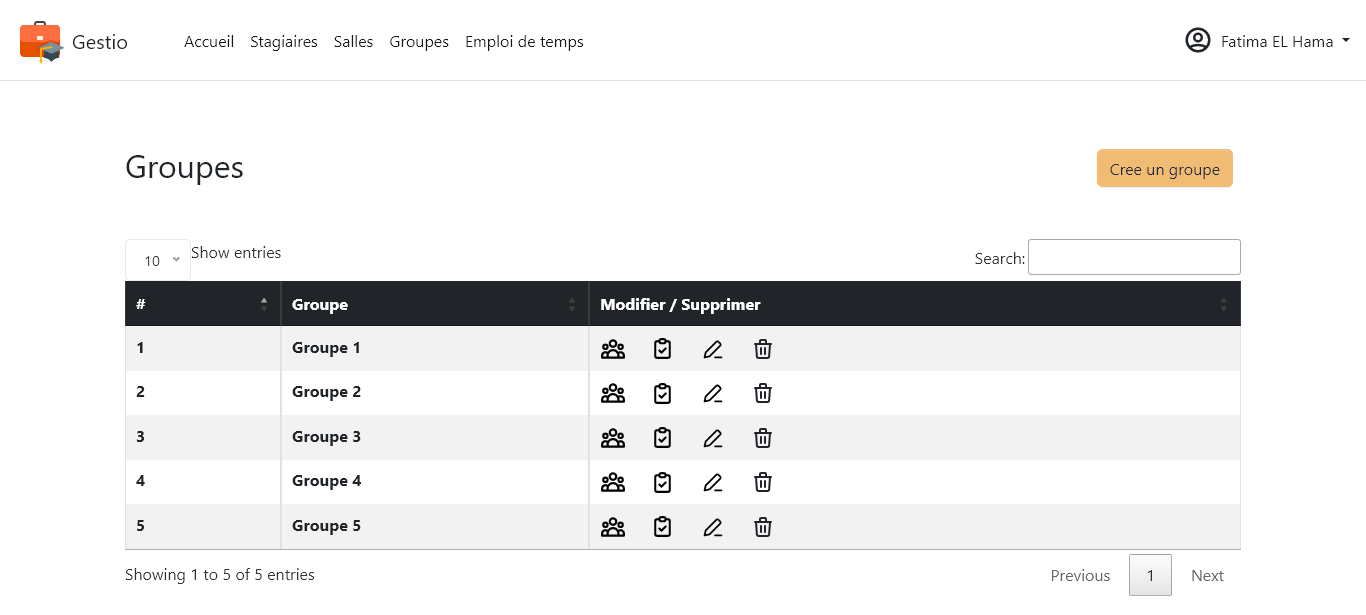 Gestio Accueil Stagiaires Salles Groupes Emploi de temps Fatima EL Hama
Groupes Cree un groupe
10 Show entries Search:
# Groupe Modifier / Supprimer
1 Groupe 1
2 Groupe 2
3 Groupe 3
4 Groupe 4
5 Groupe 5
Showing 1 to 5 of 5 entries Previous 1 Next